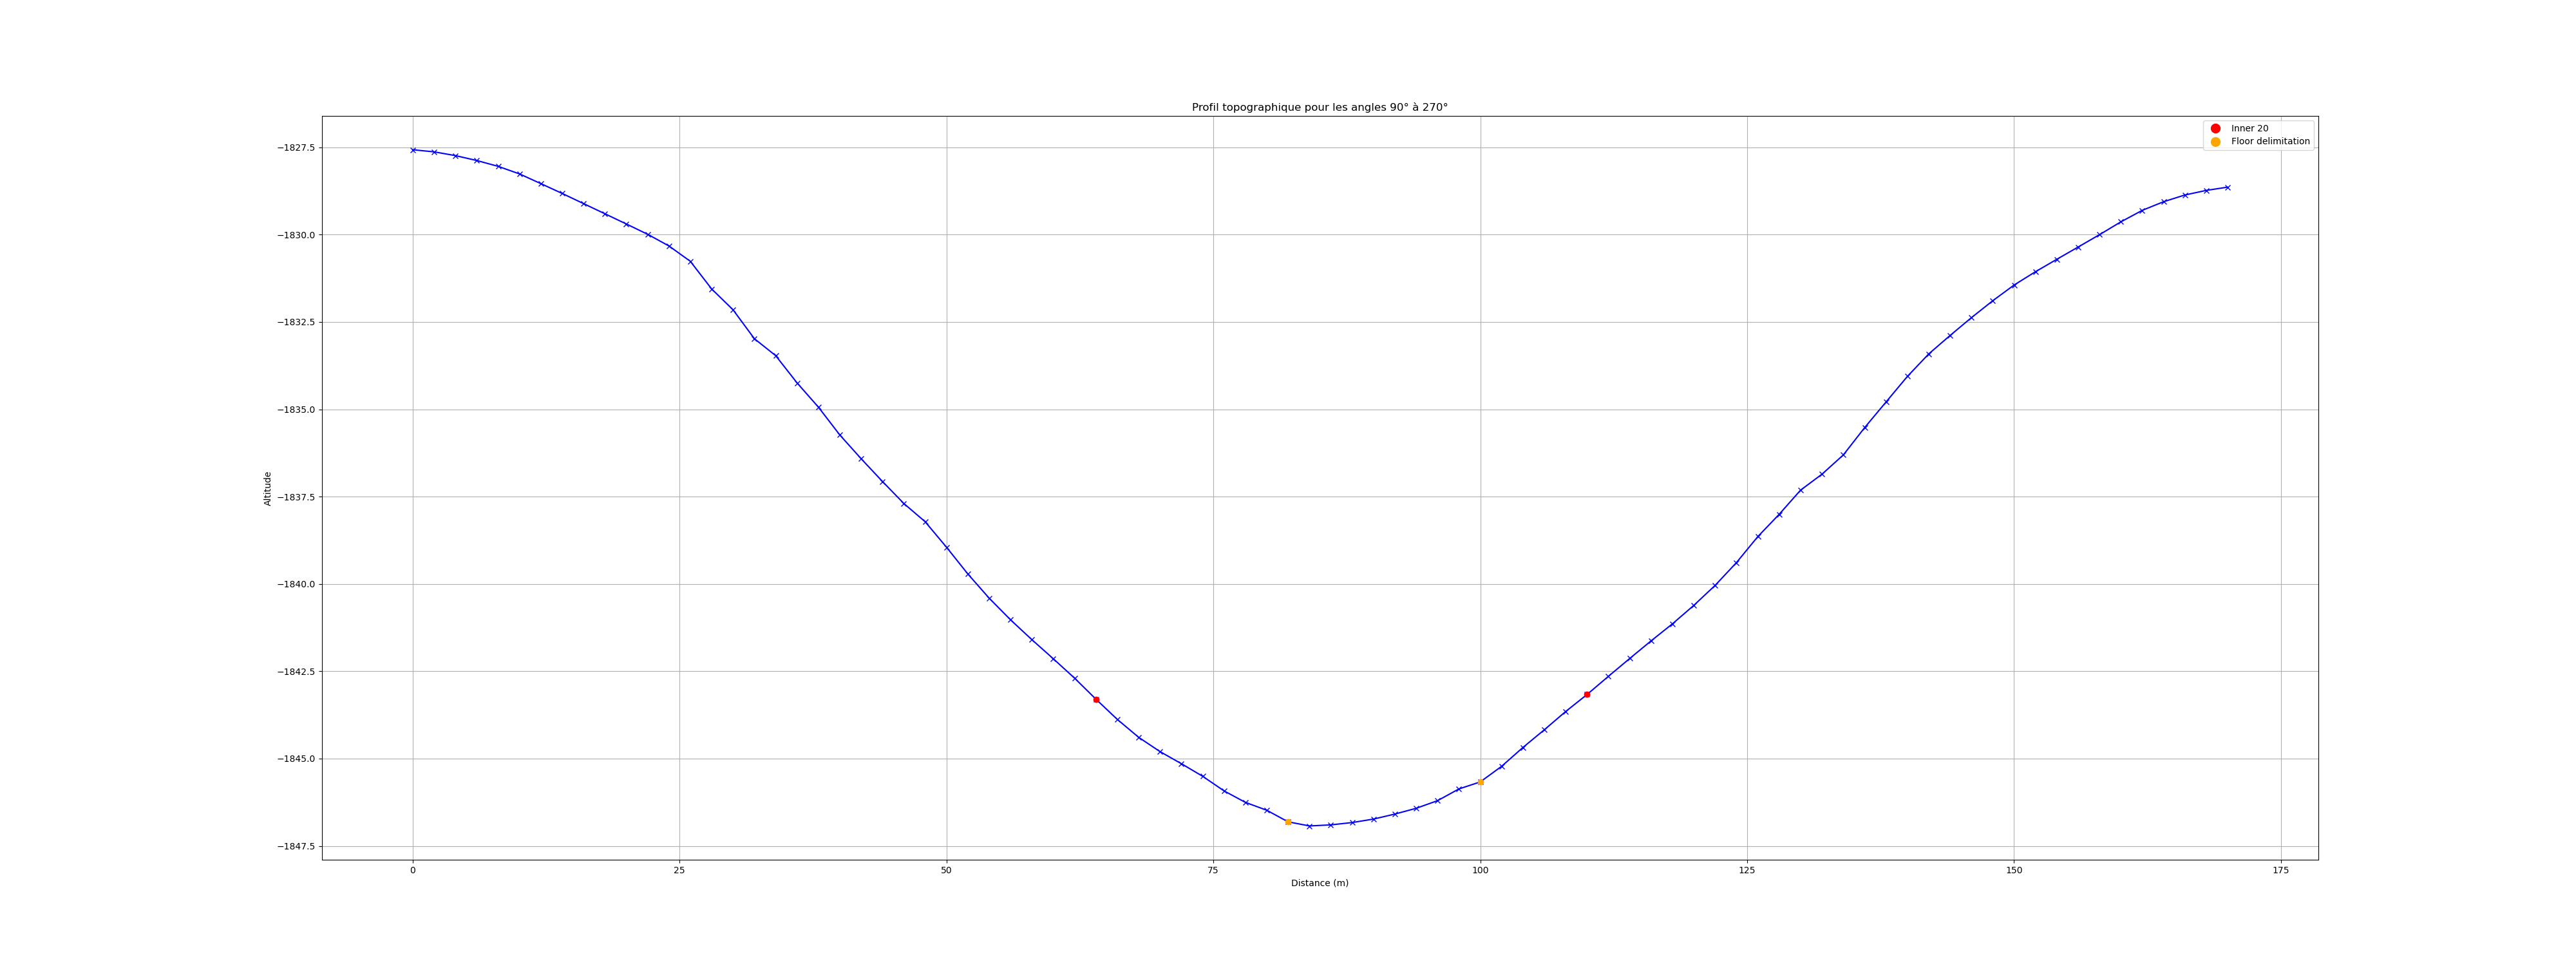 Profil topographique pour les angles 90° à 270°
Inner 20
Floor delimitation
−1827.5
−1830.0
−1832.5
−1835.0
−1837.5
−1840.0
−1842.5
−1845.0
−1847.5
Altitude
0 25 50 75 100 125 150 175
Distance (m)